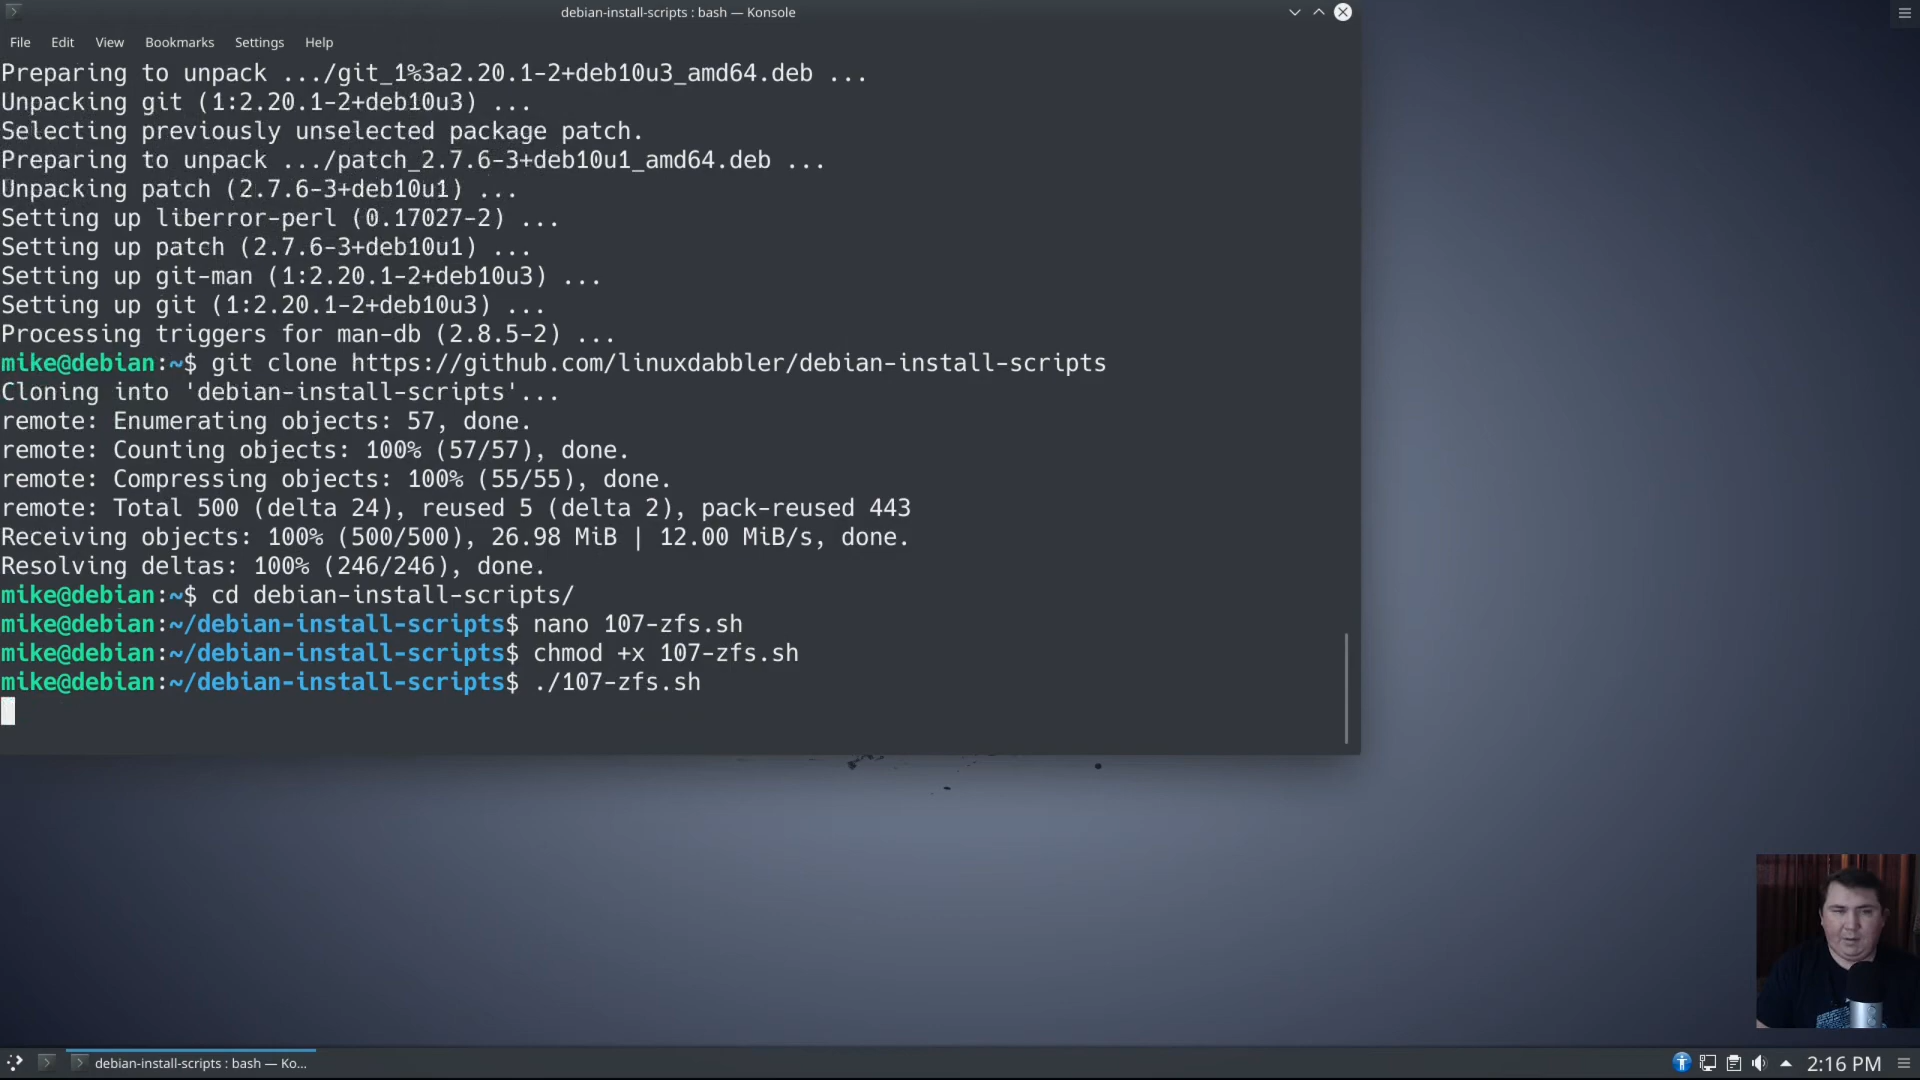 debian-install-scripts : bash — Konsole
File Edit View Bookmarks Settings Help
Preparing to unpack .../git_1%3a2.20.1-2+deb10u3_amd64.deb ...
Unpacking git (1:2.20.1-2+deb10u3) ...
Selecting previously unselected package patch.
Preparing to unpack .../patch_2.7.6-3+deb10u1_amd64.deb ...
Unpacking patch (2.7.6-3+deb10u1) ...
Setting up liberror-perl (0.17027-2) ...
Setting up patch (2.7.6-3+deb10u1) ...
Setting up git-man (1:2.20.1-2+deb10u3) ...
Setting up git (1:2.20.1-2+deb10u3) ...
Processing triggers for man-db (2.8.5-2) ...
mike@debian:~$ git clone https://github.com/linuxdabbler/debian-install-scripts
Cloning into 'debian-install-scripts'...
remote: Enumerating objects: 57, done.
remote: Counting objects: 100% (57/57), done.
remote: Compressing objects: 100% (55/55), done.
remote: Total 500 (delta 24), reused 5 (delta 2), pack-reused 443
Receiving objects: 100% (500/500), 26.98 MiB | 12.00 MiB/s, done.
Resolving deltas: 100% (246/246), done.
mike@debian:~$ cd debian-install-scripts/
mike@debian:~/debian-install-scripts$ nano 107-zfs.sh
mike@debian:~/debian-install-scripts$ chmod +x 107-zfs.sh
mike@debian:~/debian-install-scripts$ ./107-zfs.sh
debian-install-scripts : bash — Ko...
2:16 PM